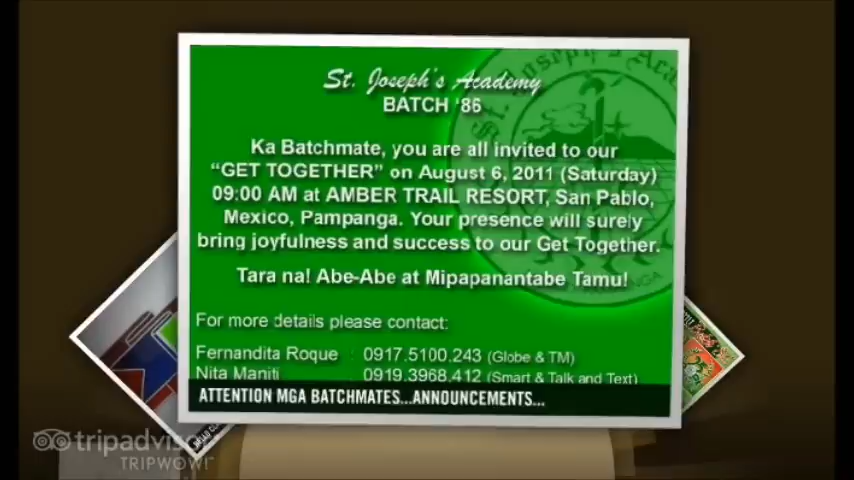 St. Joseph's Academy
BATCH '86
Ka Batchmate, you are all invited to our
"GET TOGETHER" on August 6, 2011 (Saturday)
09:00 AM at AMBER TRAIL RESORT, San Pablo,
Mexico, Pampanga. Your presence will surely
bring joyfulness and success to our Get Together.
Tara na! Abe-Abe at Mipapanantabe Tamu!
For more details please contact:
Fernandita Roque : 0917.5100.243 (Globe & TM)
Nita Maniti 0919.3968.412 (Smart & Talk and Text)
ATTENTION MGA BATCHMATES...ANNOUNCEMENTS...
tripadvisor
TRIPWOW!